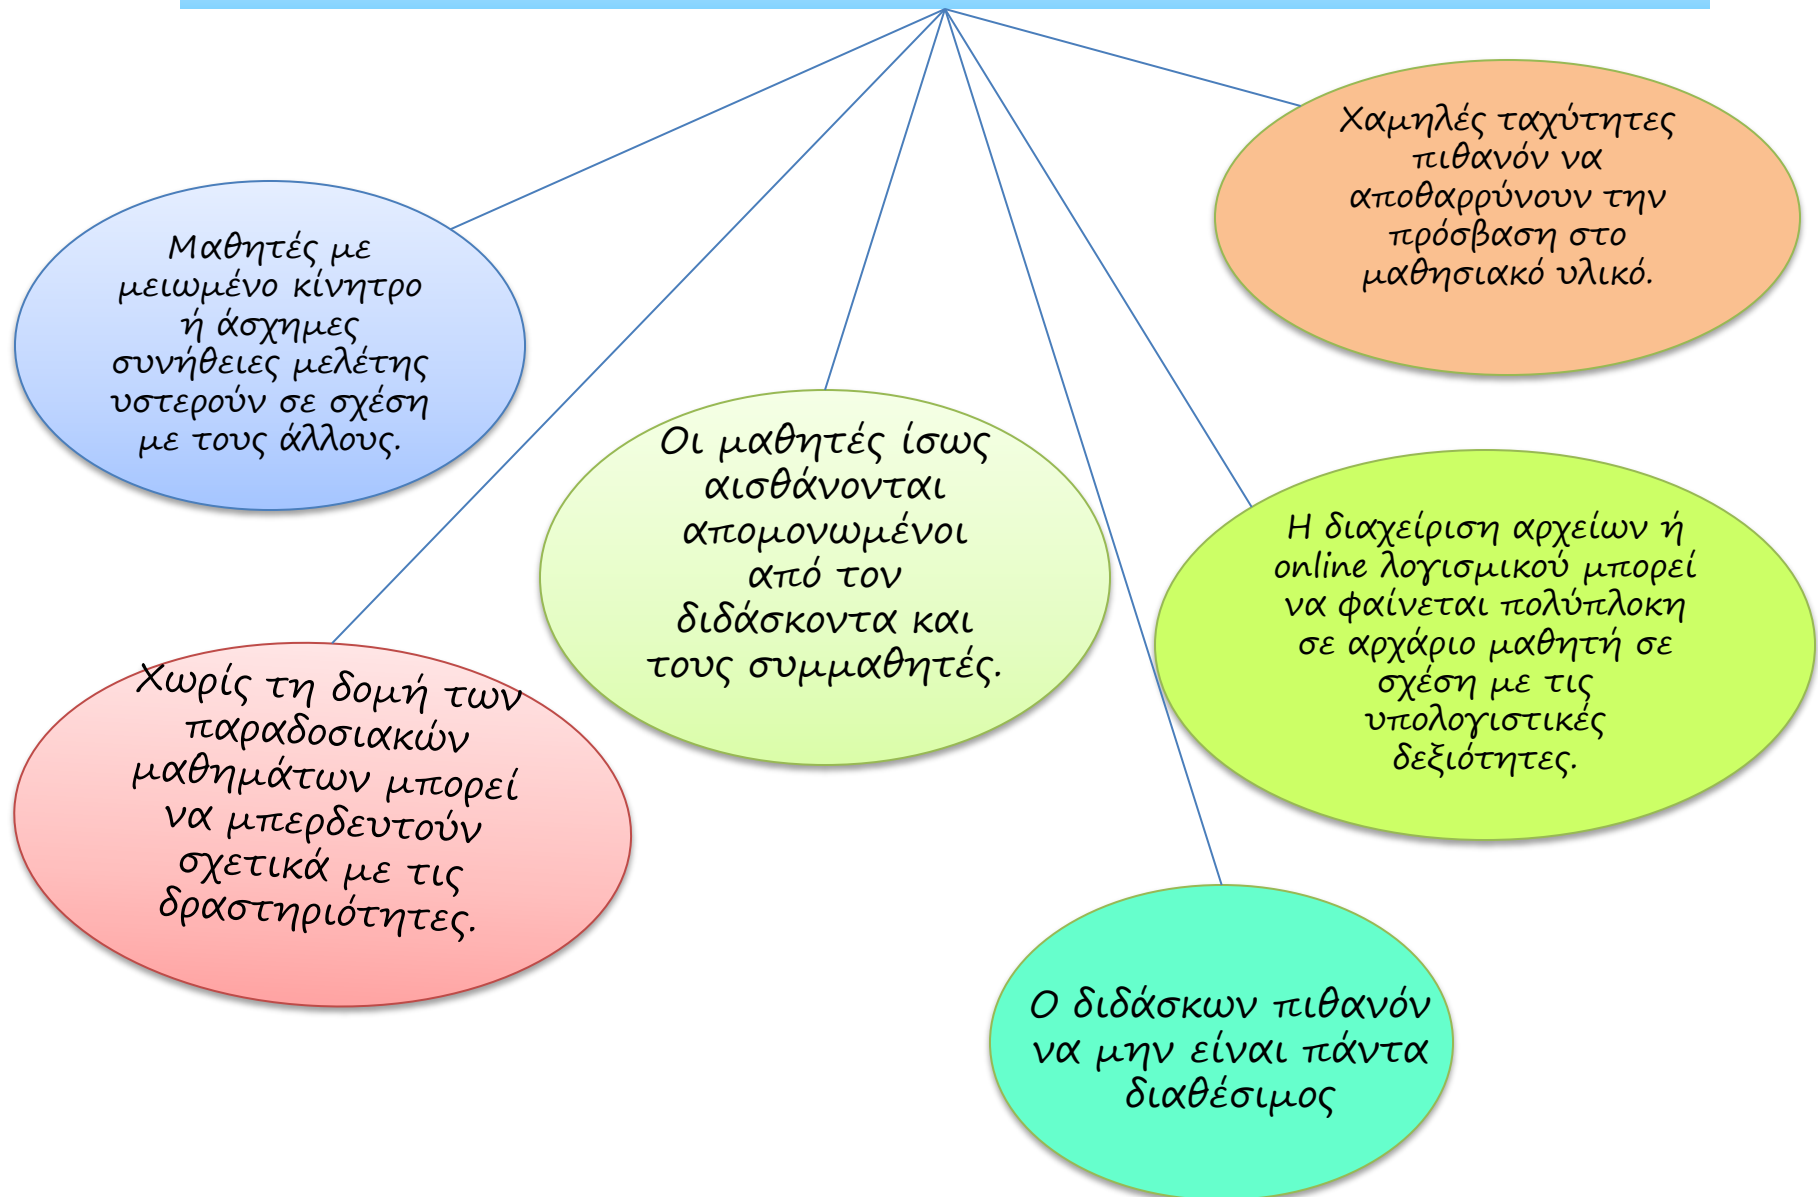 Χαμηλές ταχύτητες
πιθανόν να
αποθαρρύνουν την
πρόσβαση στο
μαθησιακό υλικό.
Μαθητές με
μειωμένο κίνητρο
ή άσχημες
συνήθειες μελέτης
υστερούν σε σχέση
με τους άλλους.
Οι μαθητές ίσως
αισθάνονται
απομονωμένοι
από τον
διδάσκοντα και
τους συμμαθητές.
Η διαχείριση αρχείων ή
online λογισμικού μπορεί
να φαίνεται πολύπλοκη
σε αρχάριο μαθητή σε
σχέση με τις
υπολογιστικές
δεξιότητες.
Χωρίς τη δομή των
παραδοσιακών
μαθημάτων μπορεί
να μπερδευτούν
σχετικά με τις
δραστηριότητες.
Ο διδάσκων πιθανόν
να μην είναι πάντα
διαθέσιμος